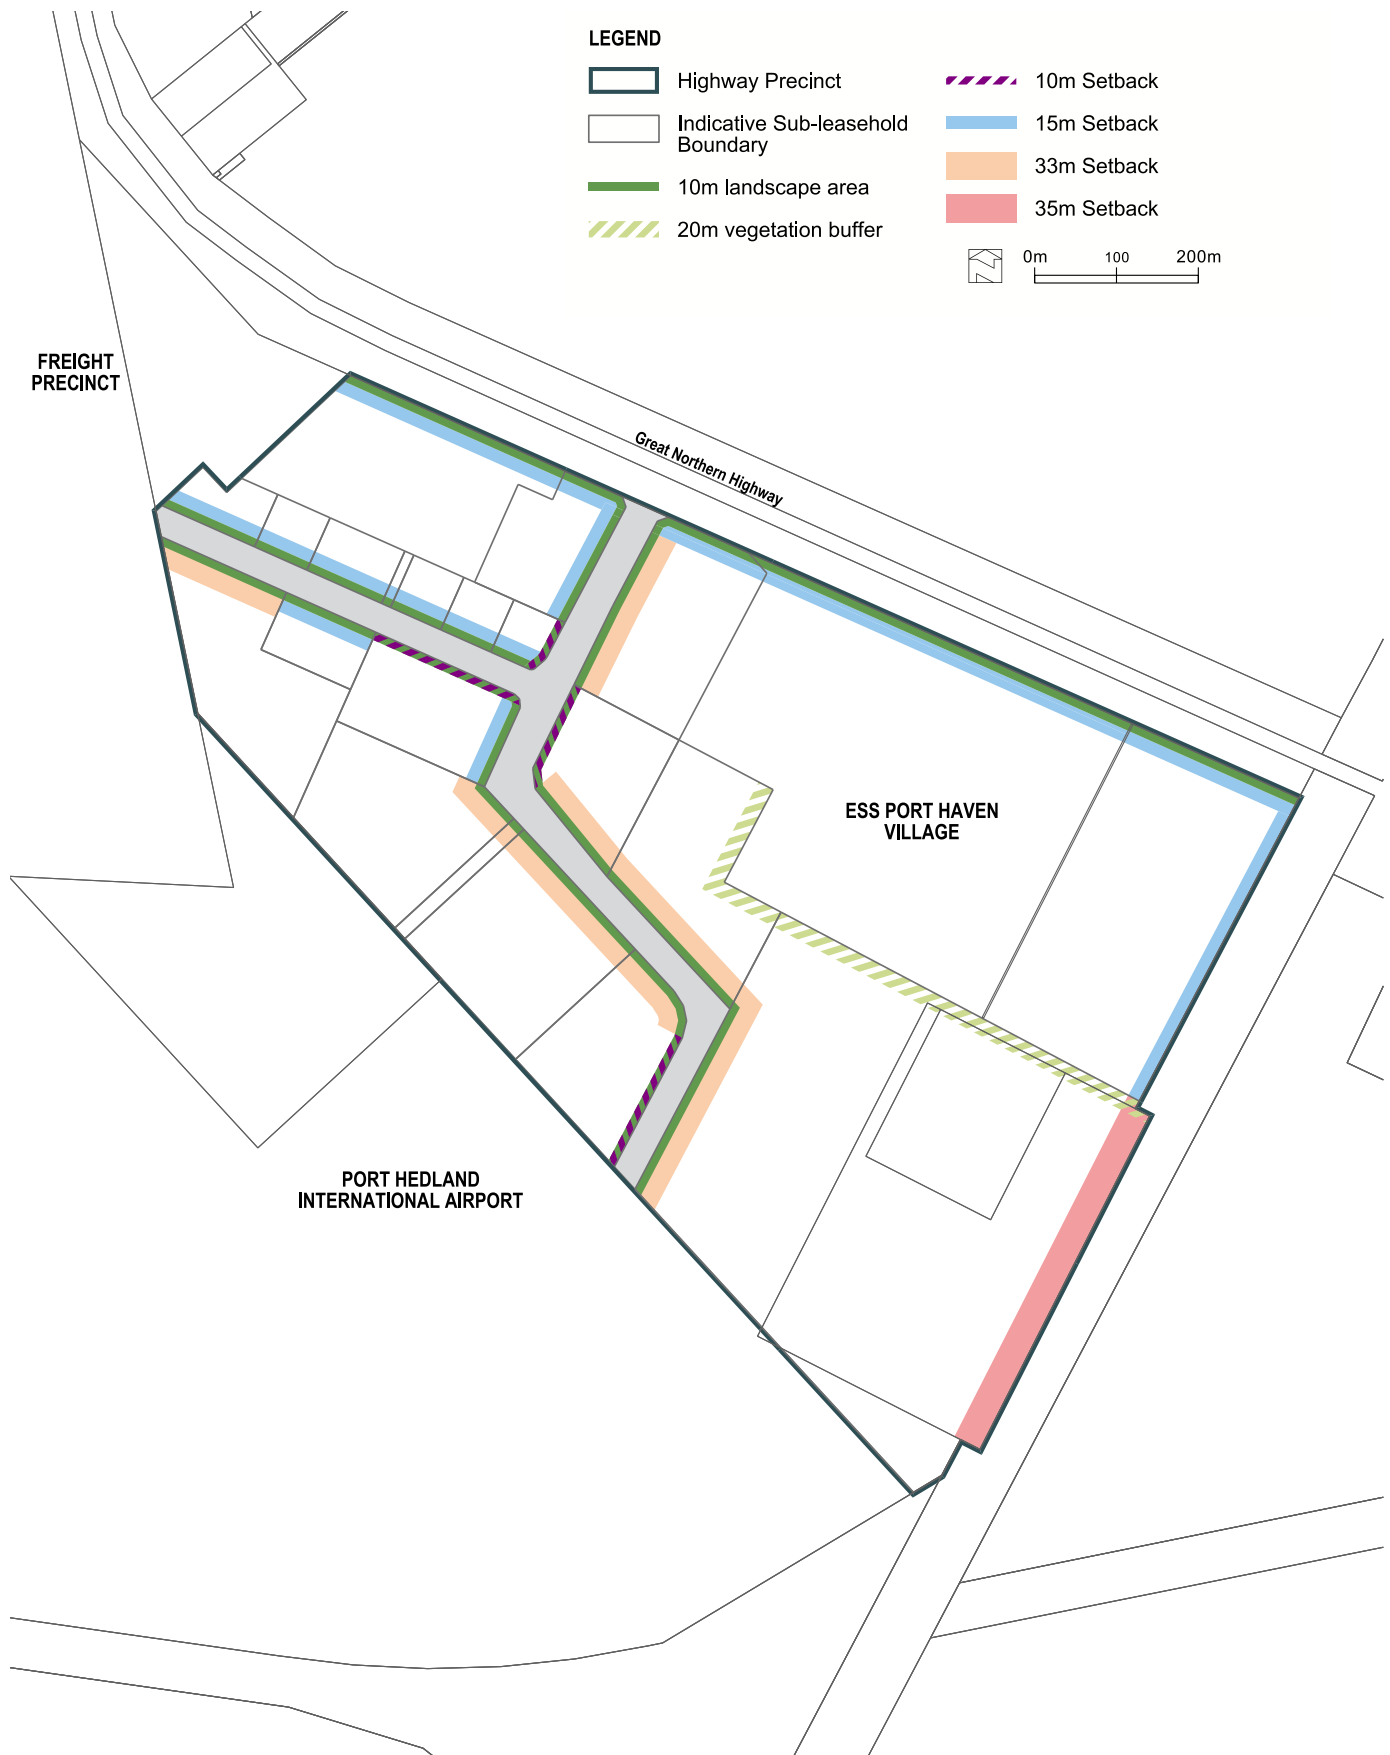 LEGEND
Highway Precinct
Indicative Sub-leasehold
Boundary
10m landscape area
20m vegetation buffer
10m Setback
15m Setback
33m Setback
35m Setback
0m 100 200m
FREIGHT
PRECINCT
Great Northern Highway
ESS PORT HAVEN
VILLAGE
PORT HEDLAND
INTERNATIONAL AIRPORT